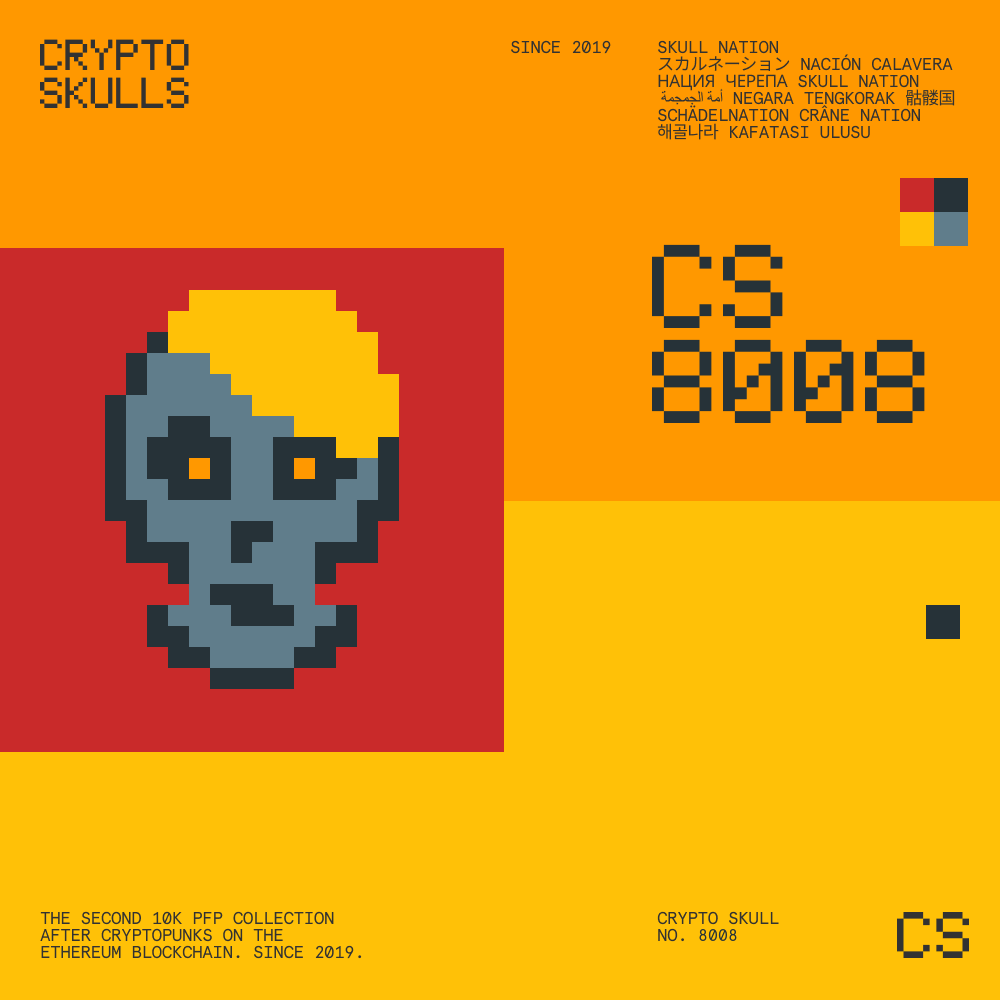 CRYPTO
SKULLS
SINCE 2019
SKULL NATION
スカルネーション NACIÓN CALAVERA
НАЦИЯ ЧЕРЕПА SKULL NATION
أمة الجمجمة NEGARA TENGKORAK 骷髅国
SCHÄDELNATION CRÂNE NATION
해골나라 KAFATASI ULUSU
CS
8008
THE SECOND 10K PFP COLLECTION
AFTER CRYPTOPUNKS ON THE
ETHEREUM BLOCKCHAIN. SINCE 2019.
CRYPTO SKULL
NO. 8008
CS